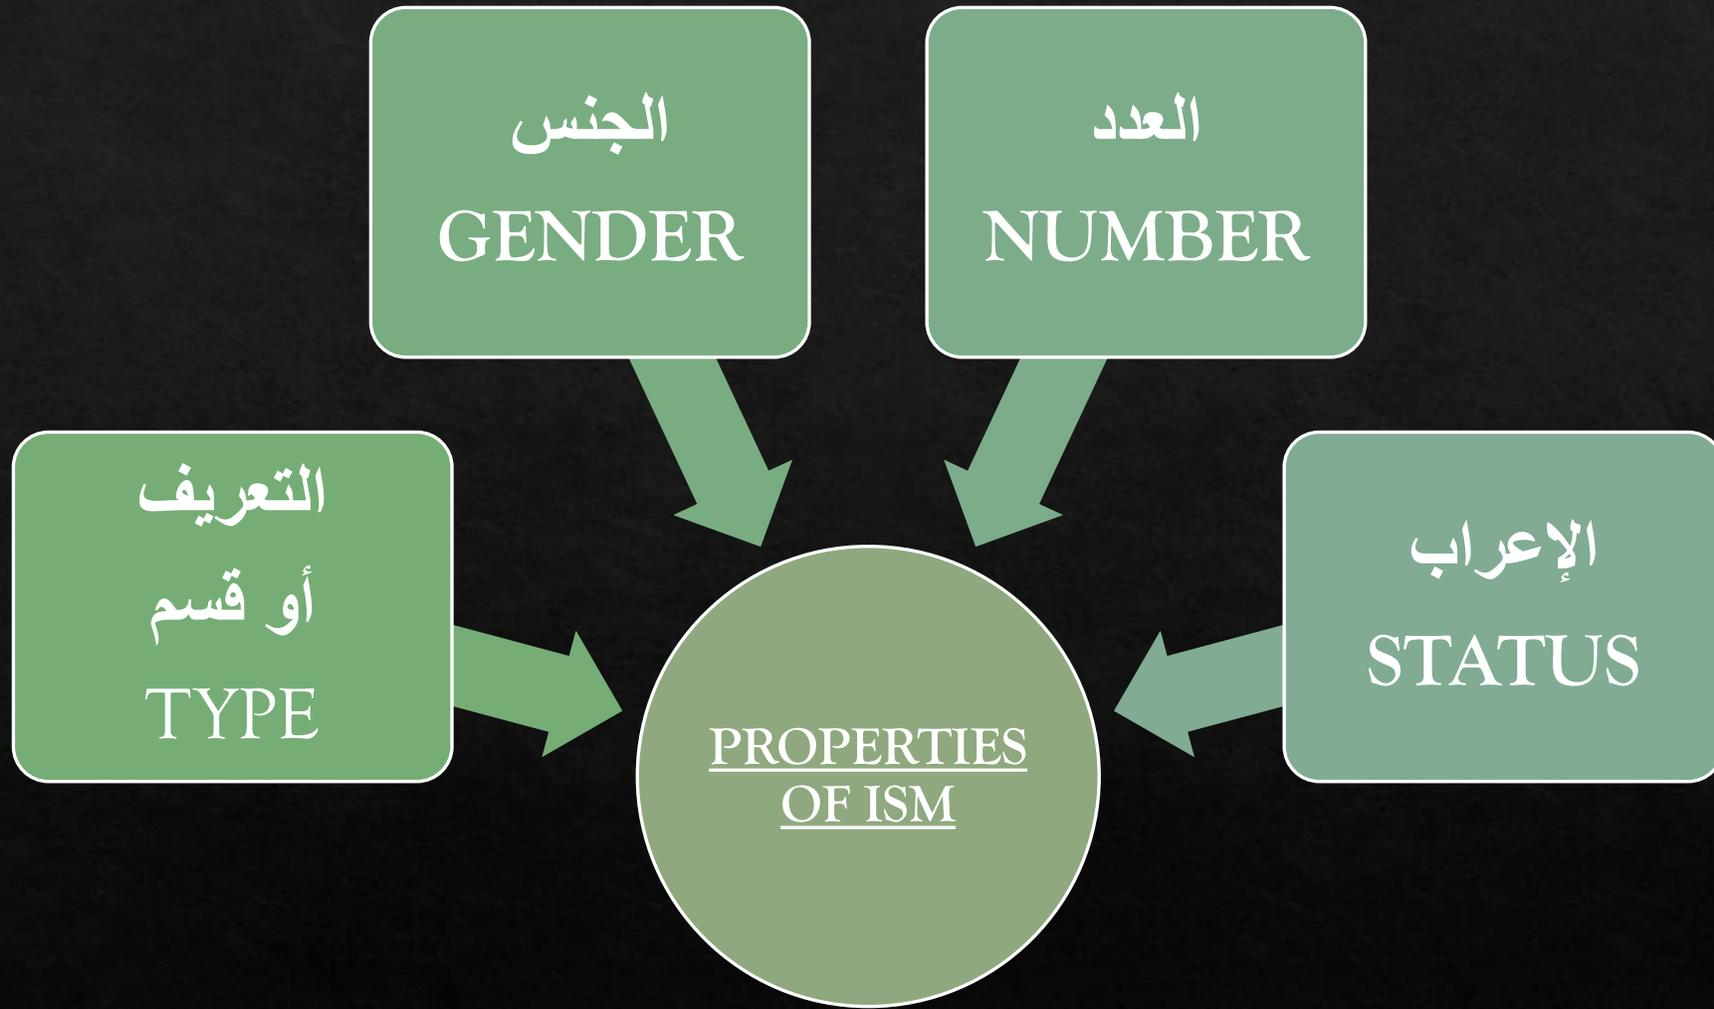 الجنس
GENDER
العدد
NUMBER
التعريف
أو قسم
TYPE
الإعراب
STATUS
PROPERTIES
OF ISM